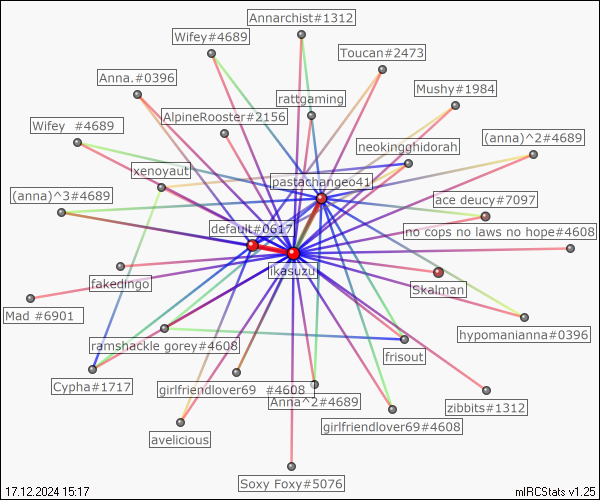 Annarchist#1312
Wifey#4689
Toucan#2473
Anna.#0396
Mushy#1984
rattgaming
AlpineRooster#2156
Wifey  #4689
(anna)^2#4689
neokingghidorah
xenoyaut
pastachangeo41
(anna)^3#4689
ace deucy#7097
default#0617
no cops no laws no hope#4608
ikasuzu
fakedingo
Skalman
Mad #6901
hypomanianna#0396
ramshackle gorey#4608
frisout
Cypha#1717
girlfriendlover69  #4608
Anna^2#4689
zibbits#1312
girlfriendlover69#4608
avelicious
Soxy Foxy#5076
17.12.2024 15:17
mIRCStats v1.25